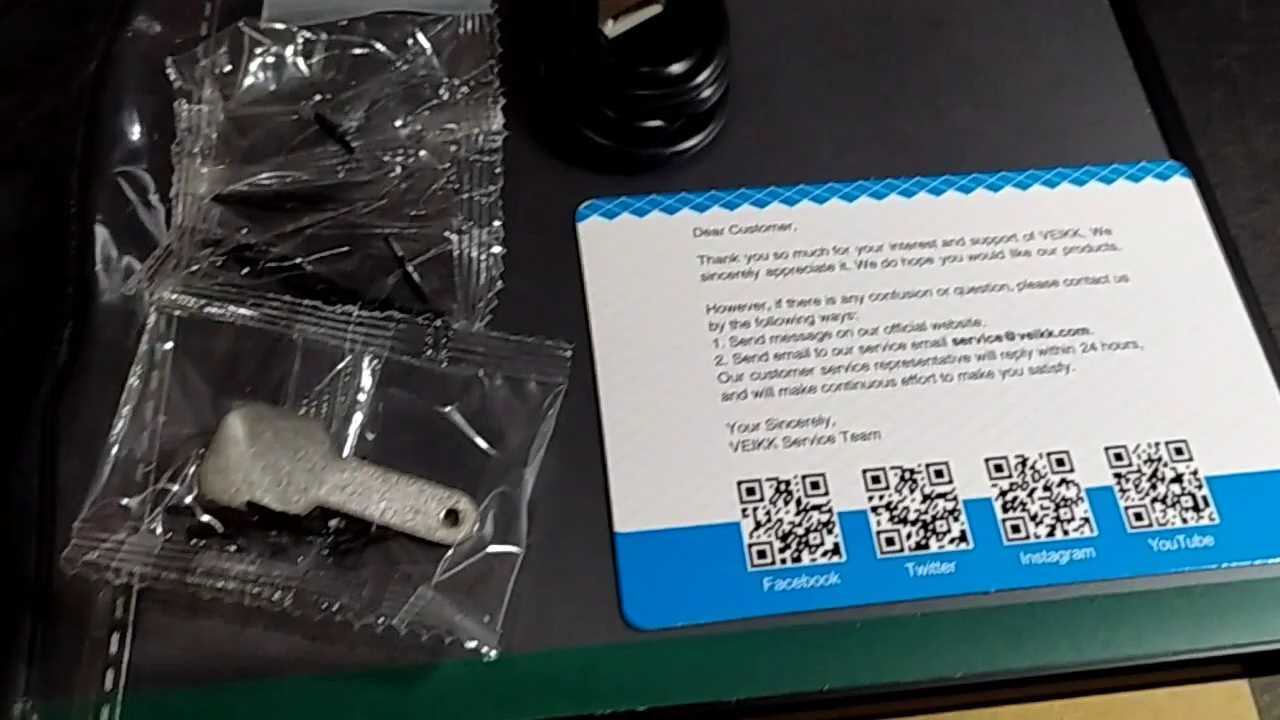 Dear Customer,
Thank you so much for your interest and support of VEIKK. We
sincerely appreciate it. We do hope you would like our products.
However, if there is any confusion or question, please contact us
by the following ways:
1. Send message on our official website.
2. Send email to our service email service@veikk.com.
Our customer service representative will reply within 24 hours,
and will make continuous effort to make you satisfy.
Your Sincerely,
VEIKK Service Team
Facebook
Twitter
Instagram
YouTube